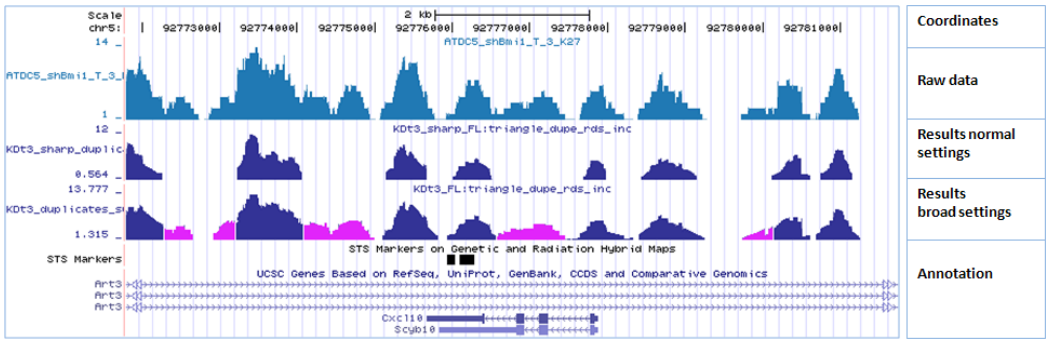 Scale 2 kb
chr5: 92773000 92774000 92775000 92776000 92777000 92778000 92779000 92780000 92781000
Coordinates
14 _ ATDC5_shBmi1_T_3_K27
ATDC5_shBmi1_T_3_
1 _
Raw data
12 _ KDt3_sharp_FL:triangle_dupe_rds_inc
KDt3_sharp_duplic
0.564 _
Results normal
settings
13.777 _ KDt3_FL:triangle_dupe_rds_inc
KDt3_duplicates_s
1.315 _
Results
broad settings
STS Markers on Genetic and Radiation Hybrid Maps
STS Markers
UCSC Genes Based on RefSeq, UniProt, GenBank, CCDS and Comparative Genomics
Art3
Art3
Art3
Cxcl10
Scyb10
Annotation